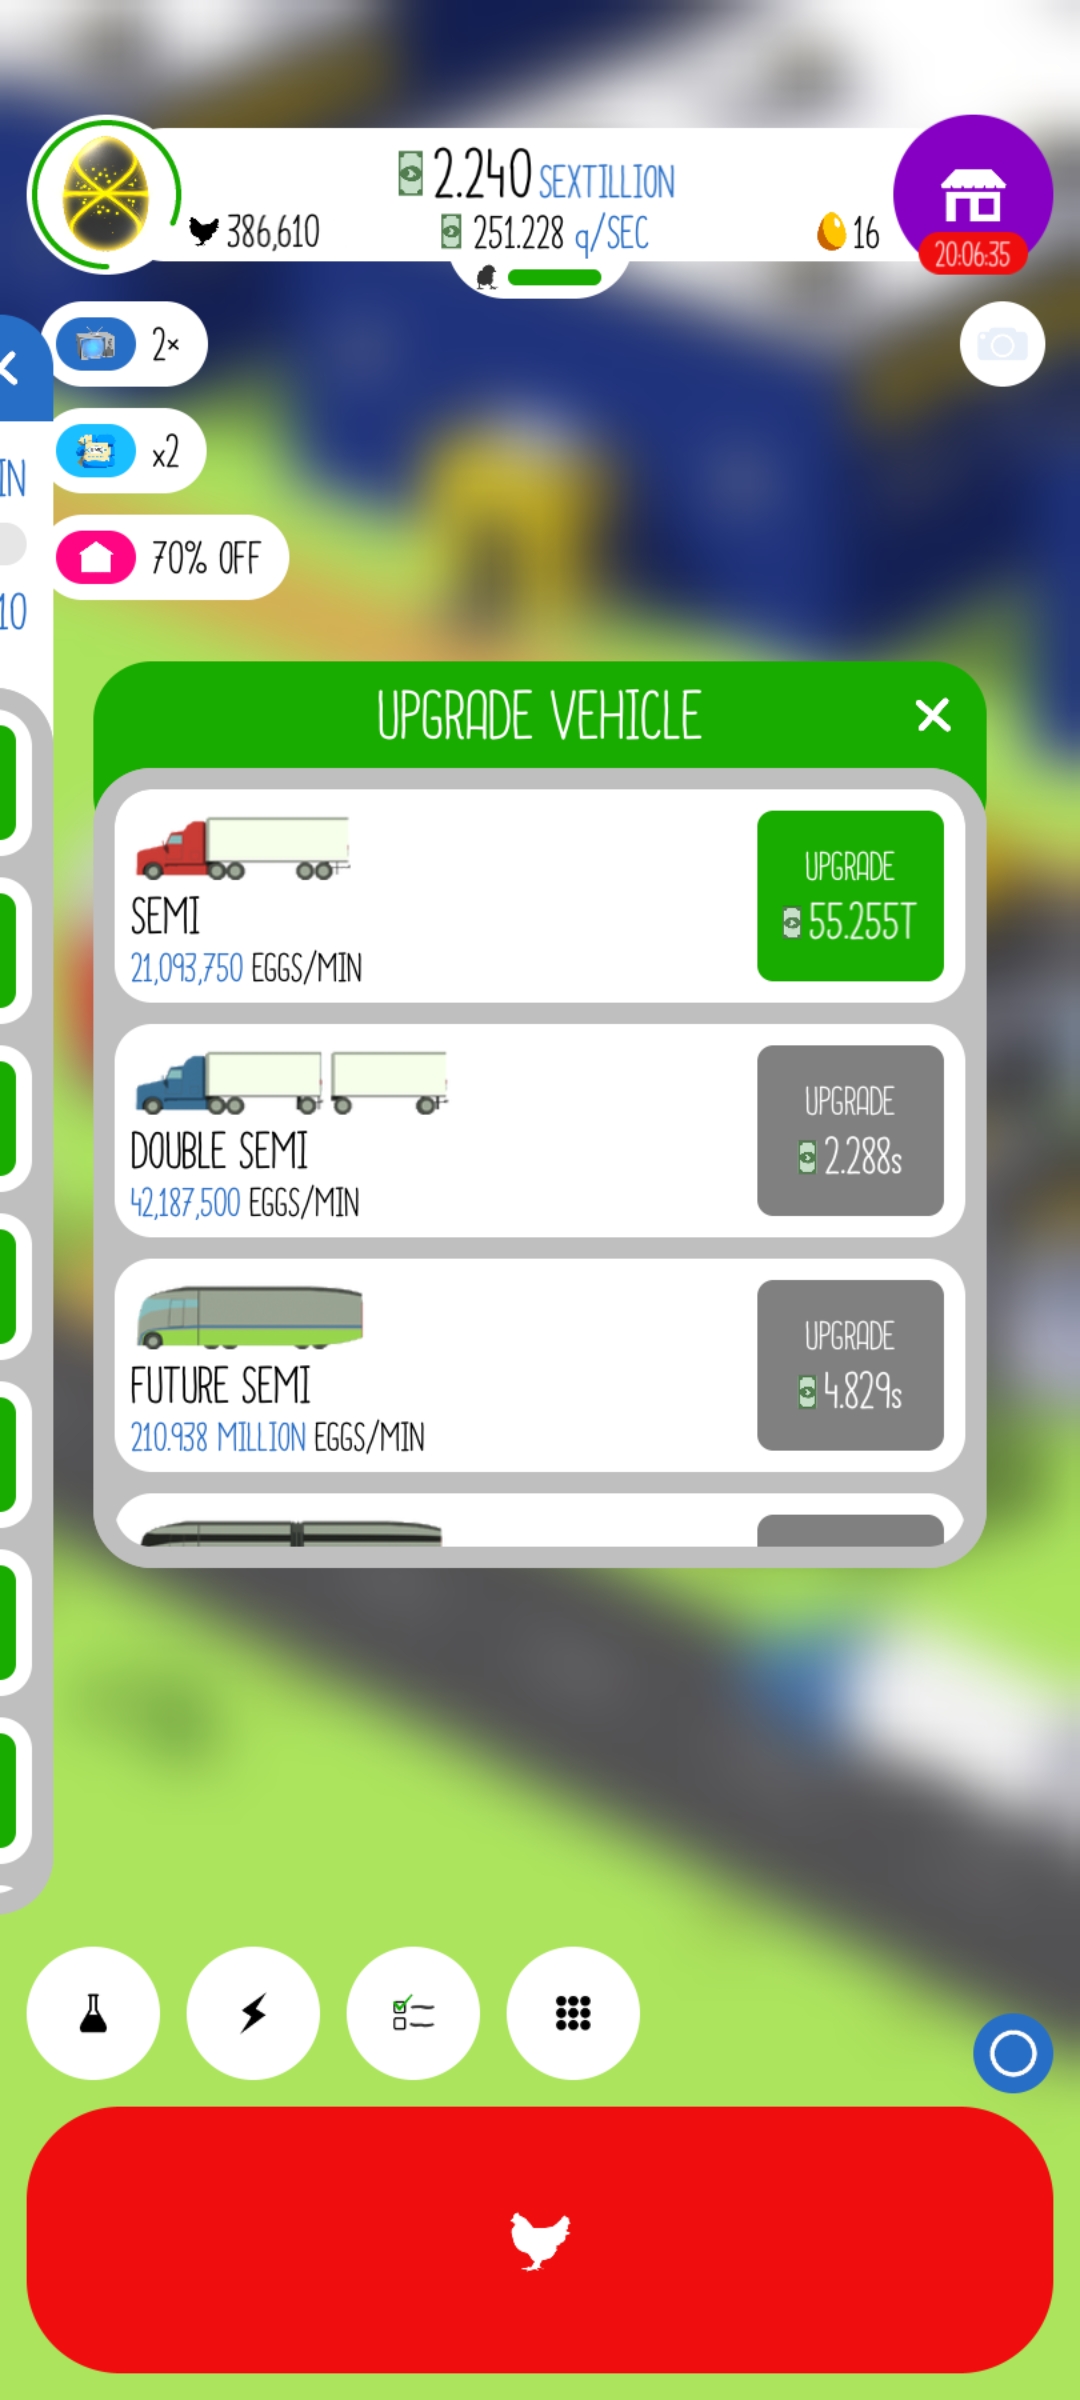 2.240 SEXTILLION
386,610
251.228 q/SEC
16
20:06:35
2×
x2
70% OFF
IN
10
UPGRADE VEHICLE
SEMI
21,093,750 EGGS/MIN
UPGRADE
55.255T
DOUBLE SEMI
42,187,500 EGGS/MIN
UPGRADE
2.288s
FUTURE SEMI
210.938 MILLION EGGS/MIN
UPGRADE
4.829s